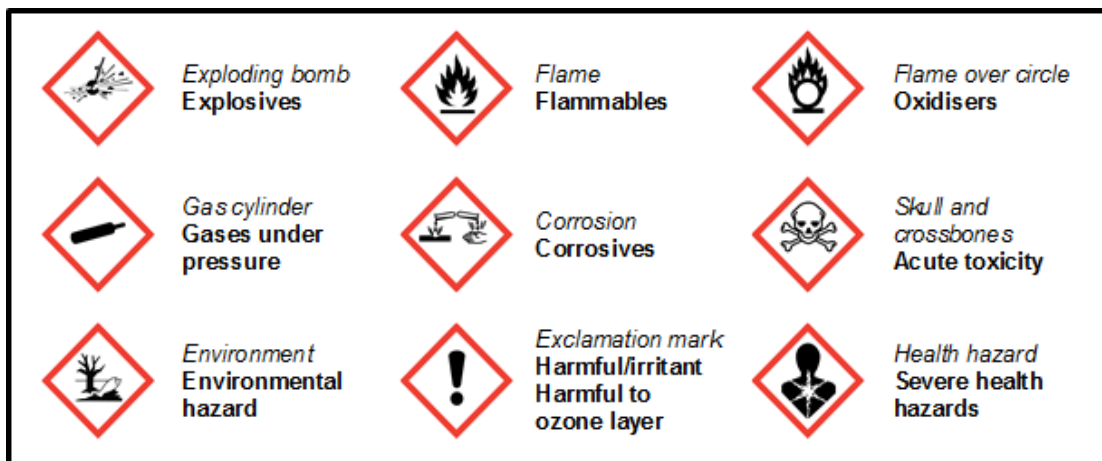 Exploding bomb
Explosives
Flame
Flammables
Flame over circle
Oxidisers
Gas cylinder
Gases under
pressure
Corrosion
Corrosives
Skull and
crossbones
Acute toxicity
Environment
Environmental
hazard
Exclamation mark
Harmful/irritant
Harmful to
ozone layer
Health hazard
Severe health
hazards